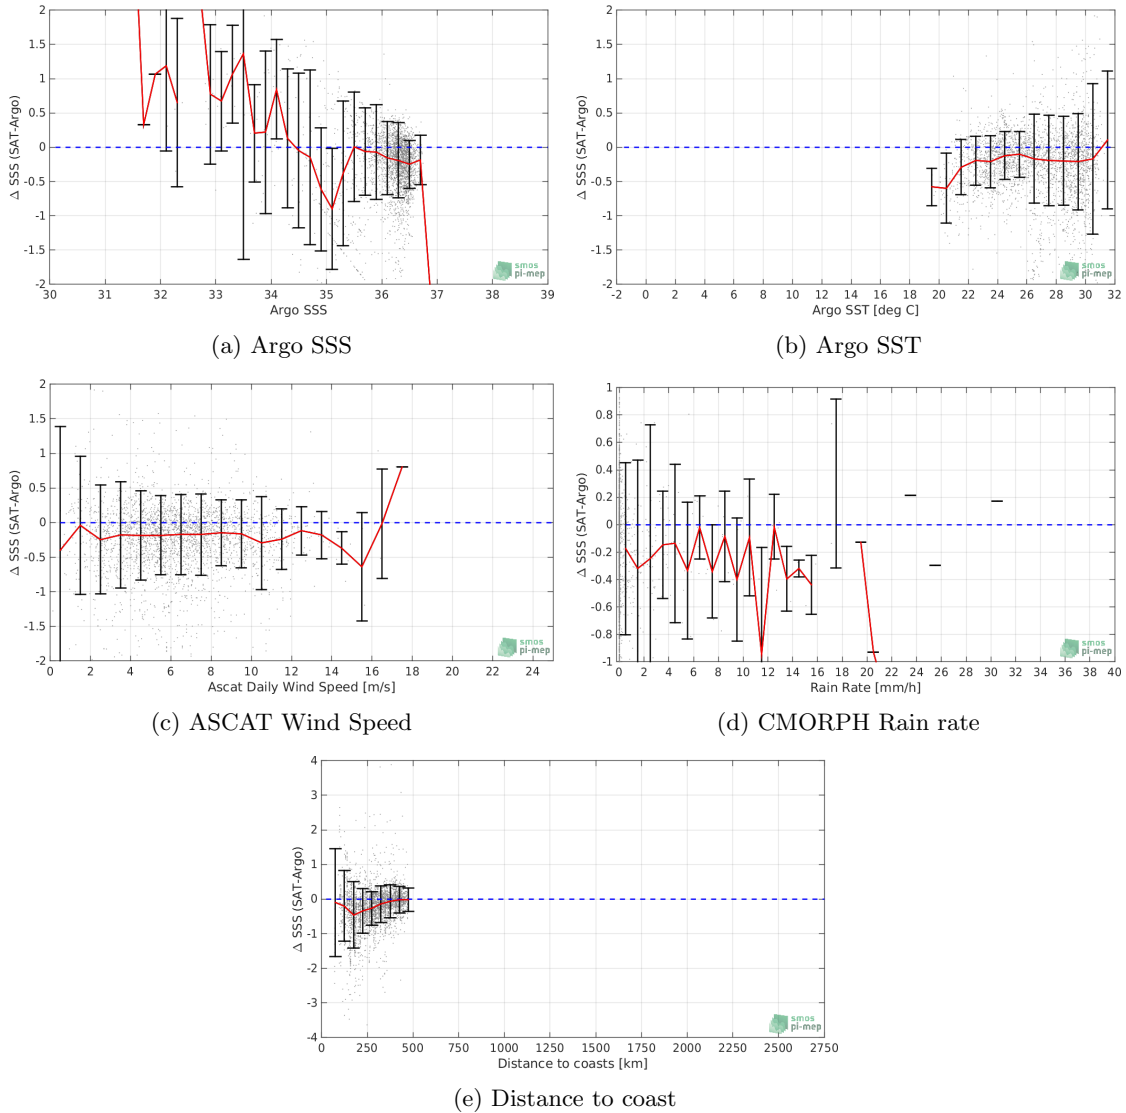 2
1.5
1
0.5
0
-0.5
-1
-1.5
-2
Δ SSS (SAT-Argo)
30 31 32 33 34 35 36 37 38 39
Argo SSS
smos
pi-mep
(a) Argo SSS
2
1.5
1
0.5
0
-0.5
-1
-1.5
-2
Δ SSS (SAT-Argo)
-2 0 2 4 6 8 10 12 14 16 18 20 22 24 26 28 30 32
Argo SST [deg C]
smos
pi-mep
(b) Argo SST
2
1.5
1
0.5
0
-0.5
-1
-1.5
-2
Δ SSS (SAT-Argo)
0 2 4 6 8 10 12 14 16 18 20 22 24
Ascat Daily Wind Speed [m/s]
smos
pi-mep
(c) ASCAT Wind Speed
1
0.8
0.6
0.4
0.2
0
-0.2
-0.4
-0.6
-0.8
-1
Δ SSS (SAT-Argo)
0 2 4 6 8 10 12 14 16 18 20 22 24 26 28 30 32 34 36 38 40
Rain Rate [mm/h]
smos
pi-mep
(d) CMORPH Rain rate
4
3
2
1
0
-1
-2
-3
-4
Δ SSS (SAT-Argo)
0 250 500 750 1000 1250 1500 1750 2000 2250 2500 2750
Distance to coasts [km]
smos
pi-mep
(e) Distance to coast